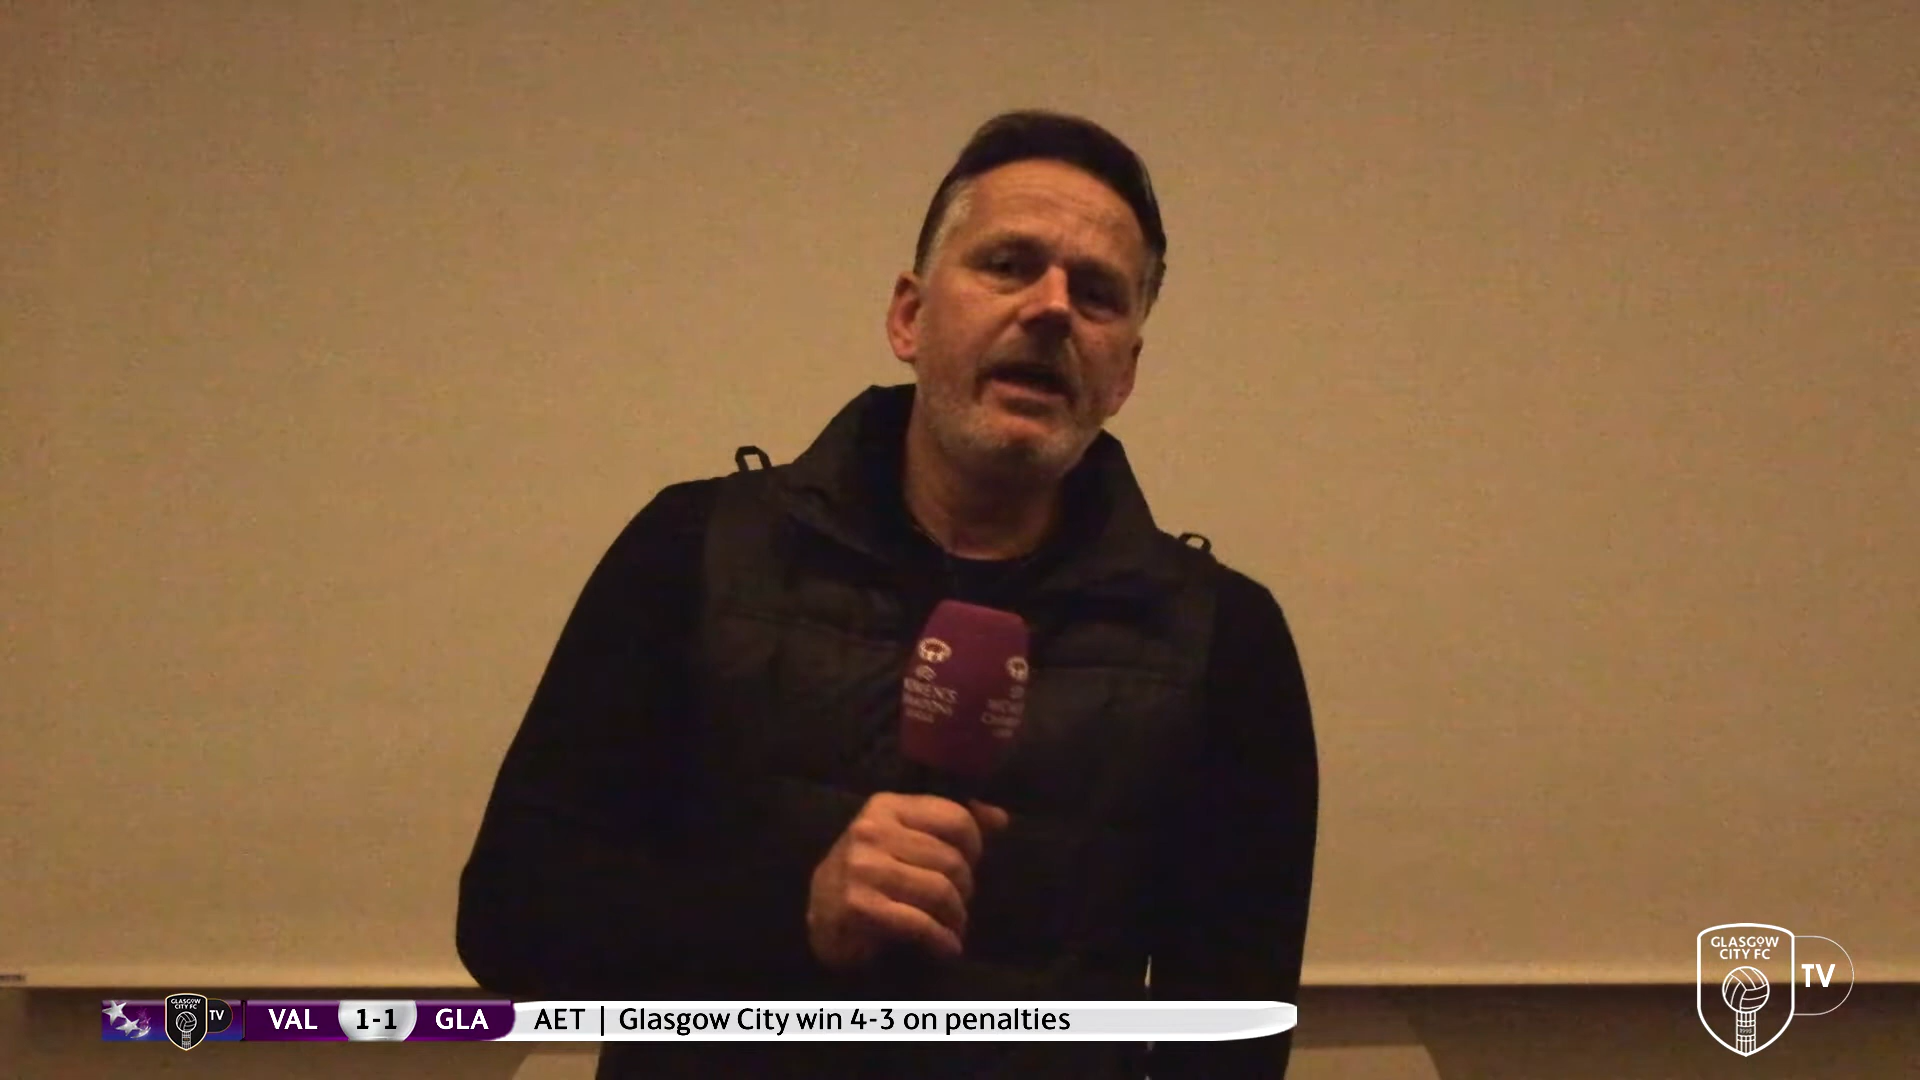 GLASGOW
CITY FC
TV
VAL 1-1 GLA AET | Glasgow City win 4-3 on penalties
GLASGOW
CITY FC
TV